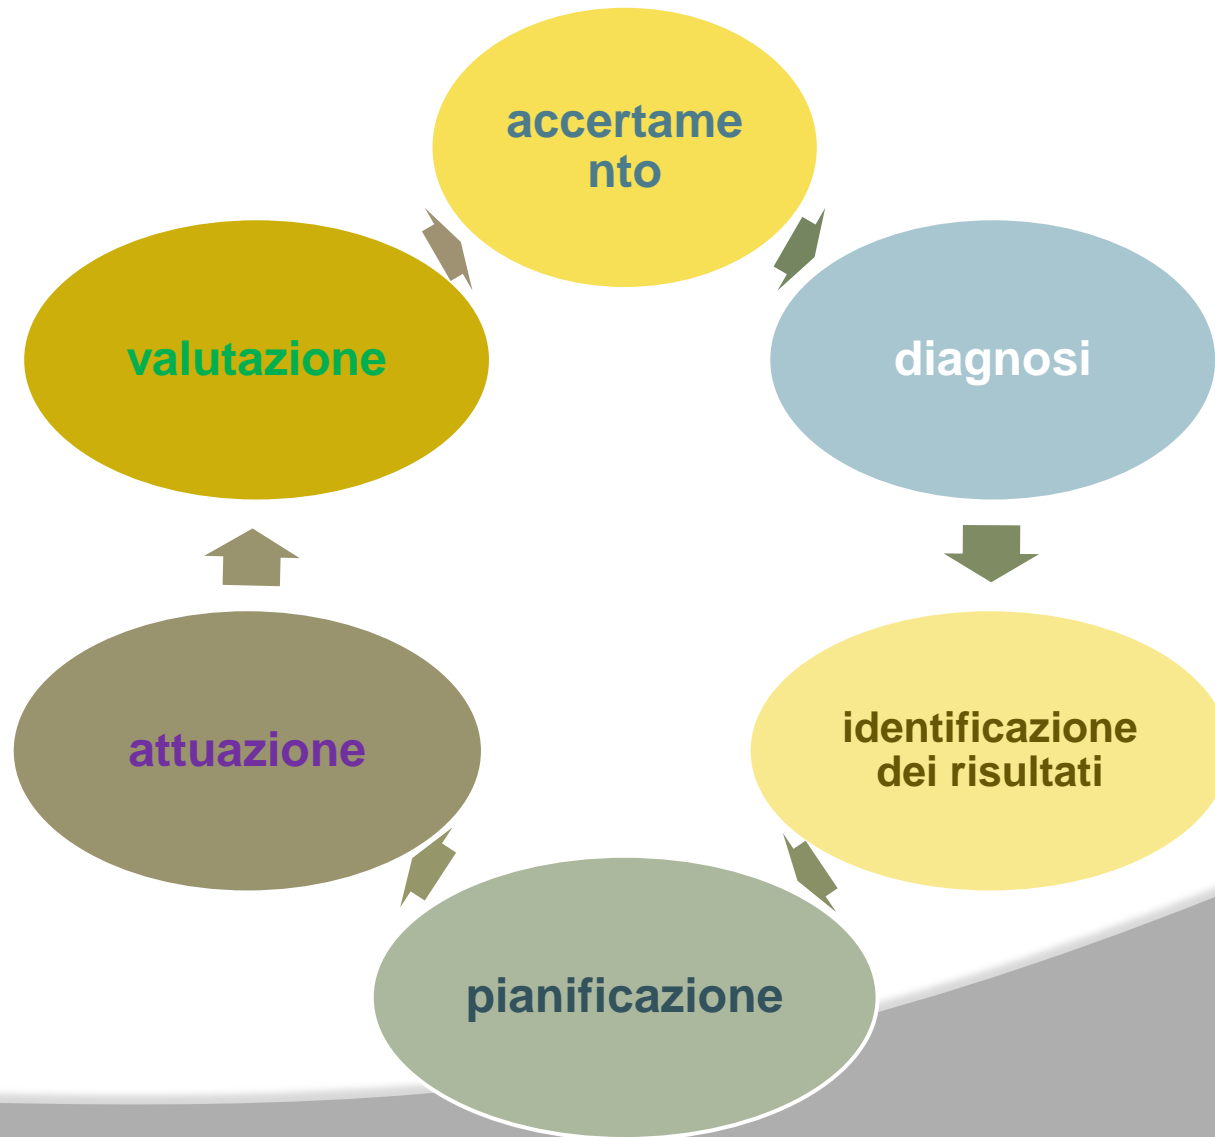 accertame
nto
diagnosi
identificazione
dei risultati
pianificazione
attuazione
valutazione